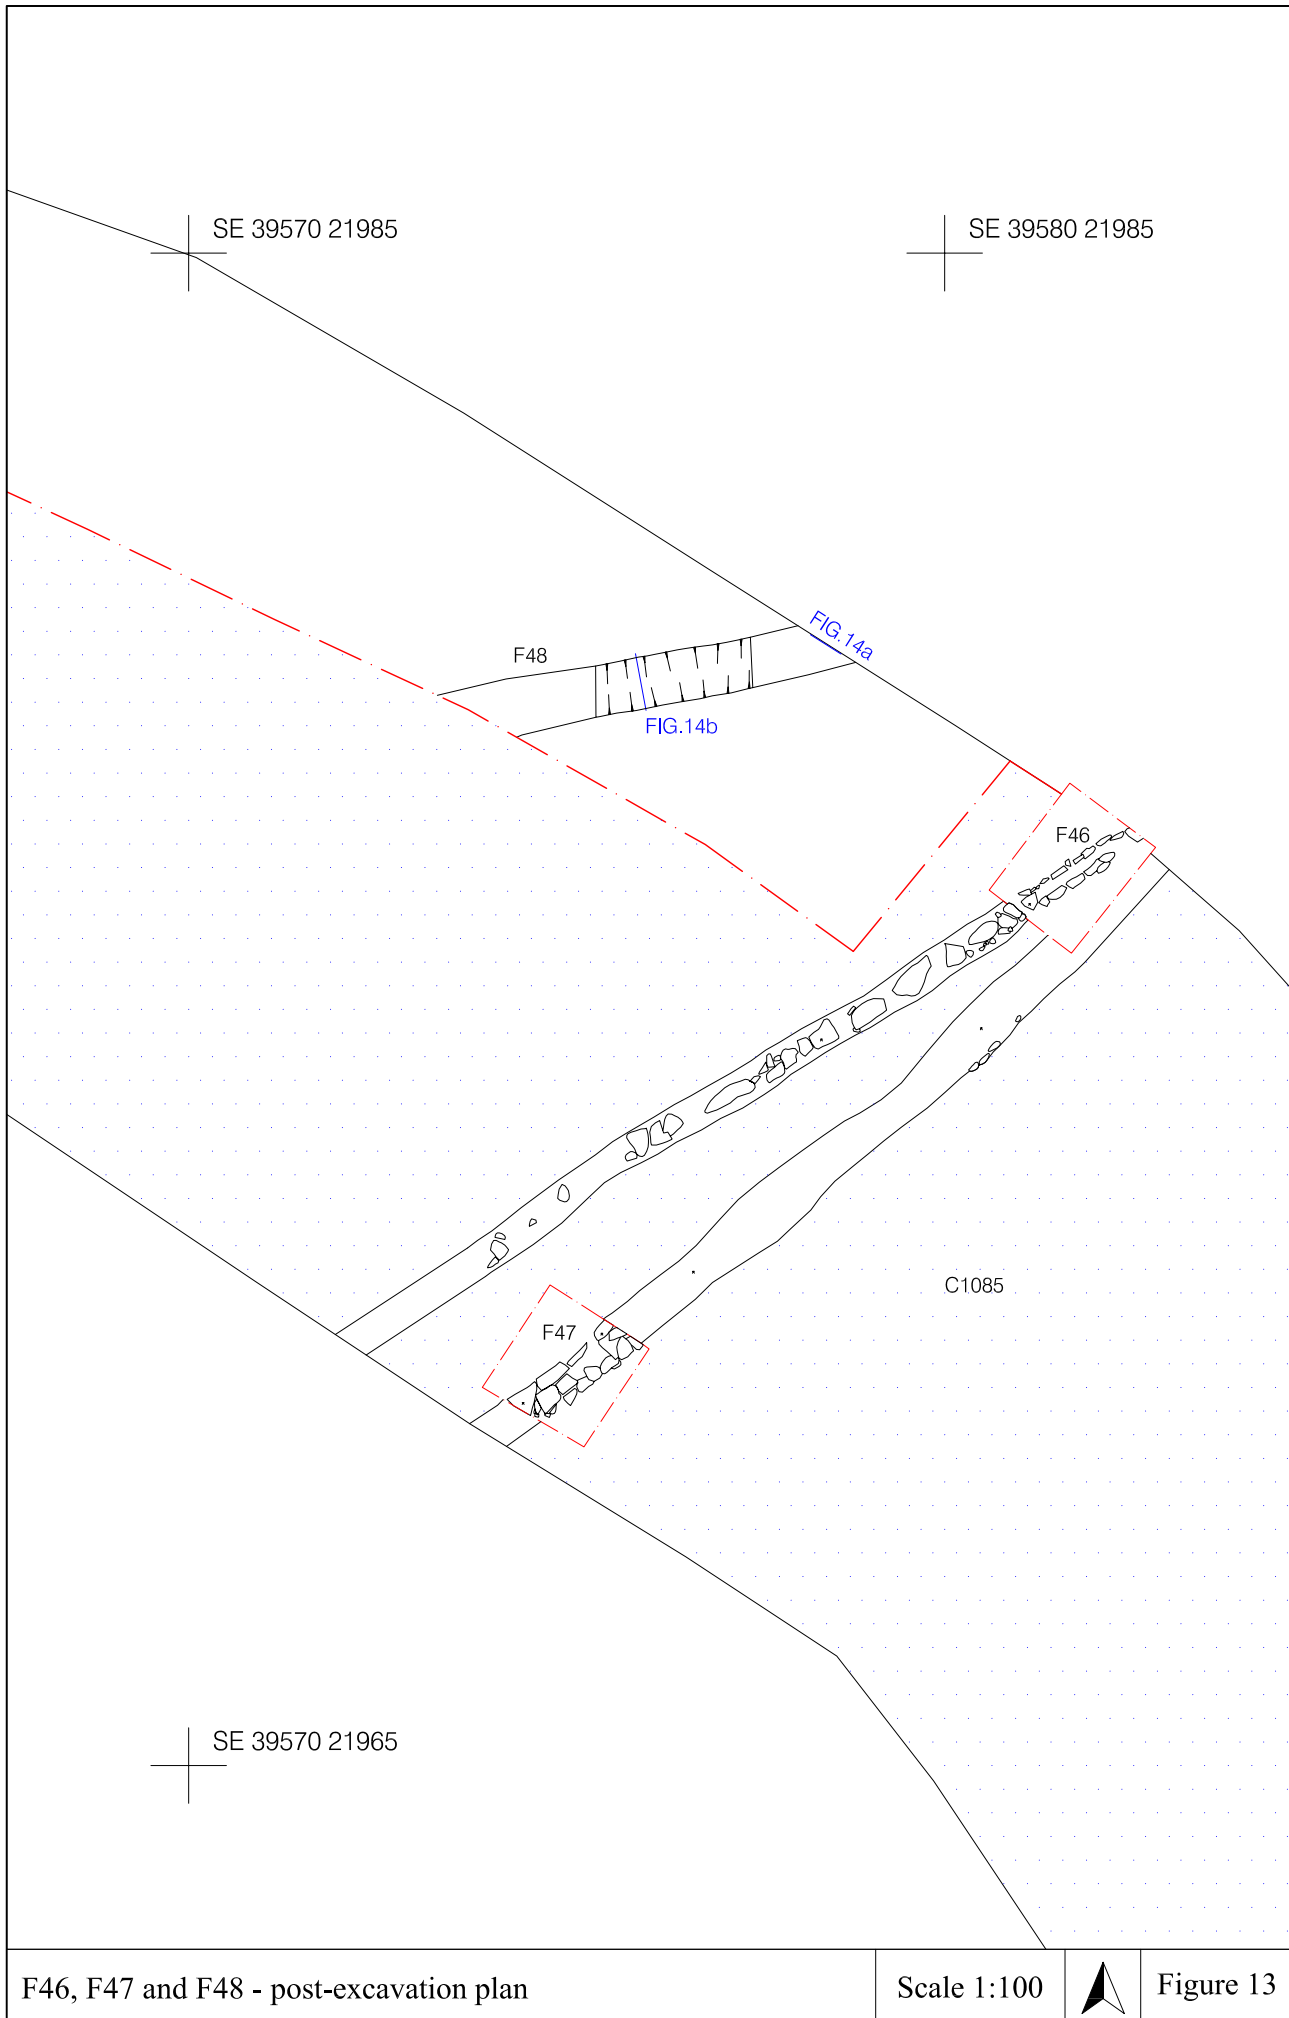 SE 39570 21985
SE 39580 21985
FIG.14a
F48
FIG.14b
F46
C1085
F47
SE 39570 21965
F46, F47 and F48 - post-excavation plan
Scale 1:100
Figure 13